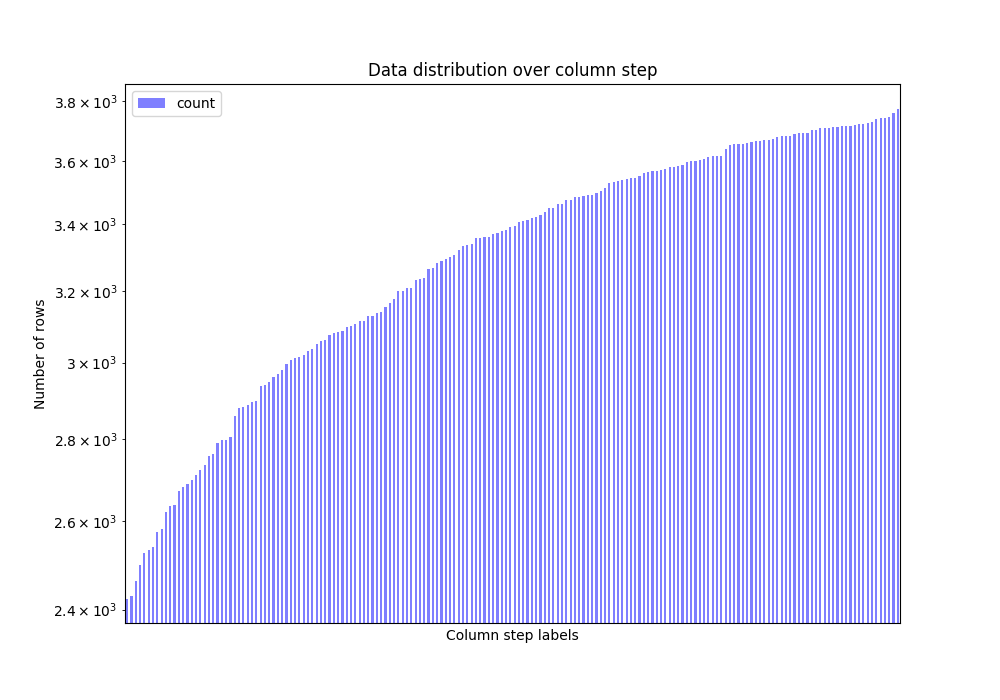 Data distribution over column step
count
3.8 × 10³
3.6 × 10³
3.4 × 10³
3.2 × 10³
3 × 10³
2.8 × 10³
2.6 × 10³
2.4 × 10³
Number of rows
Column step labels